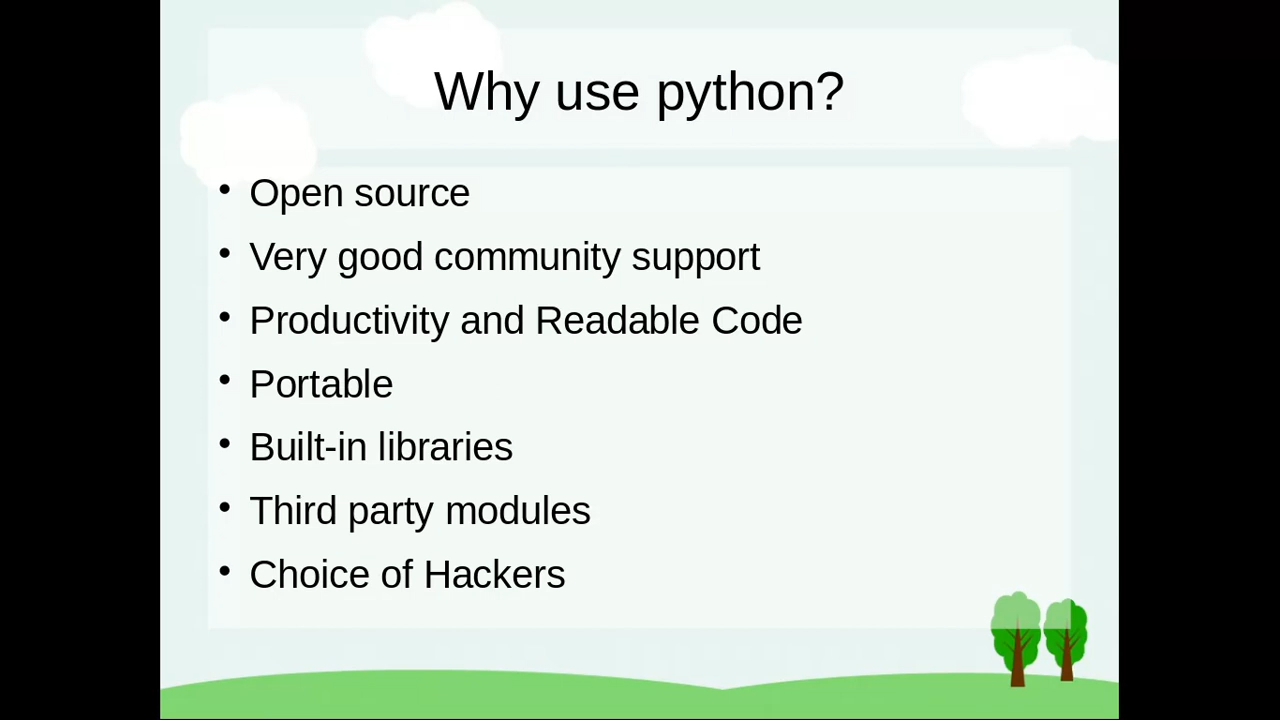 Why use python?
• Open source
• Very good community support
• Productivity and Readable Code
• Portable
• Built-in libraries
• Third party modules
• Choice of Hackers